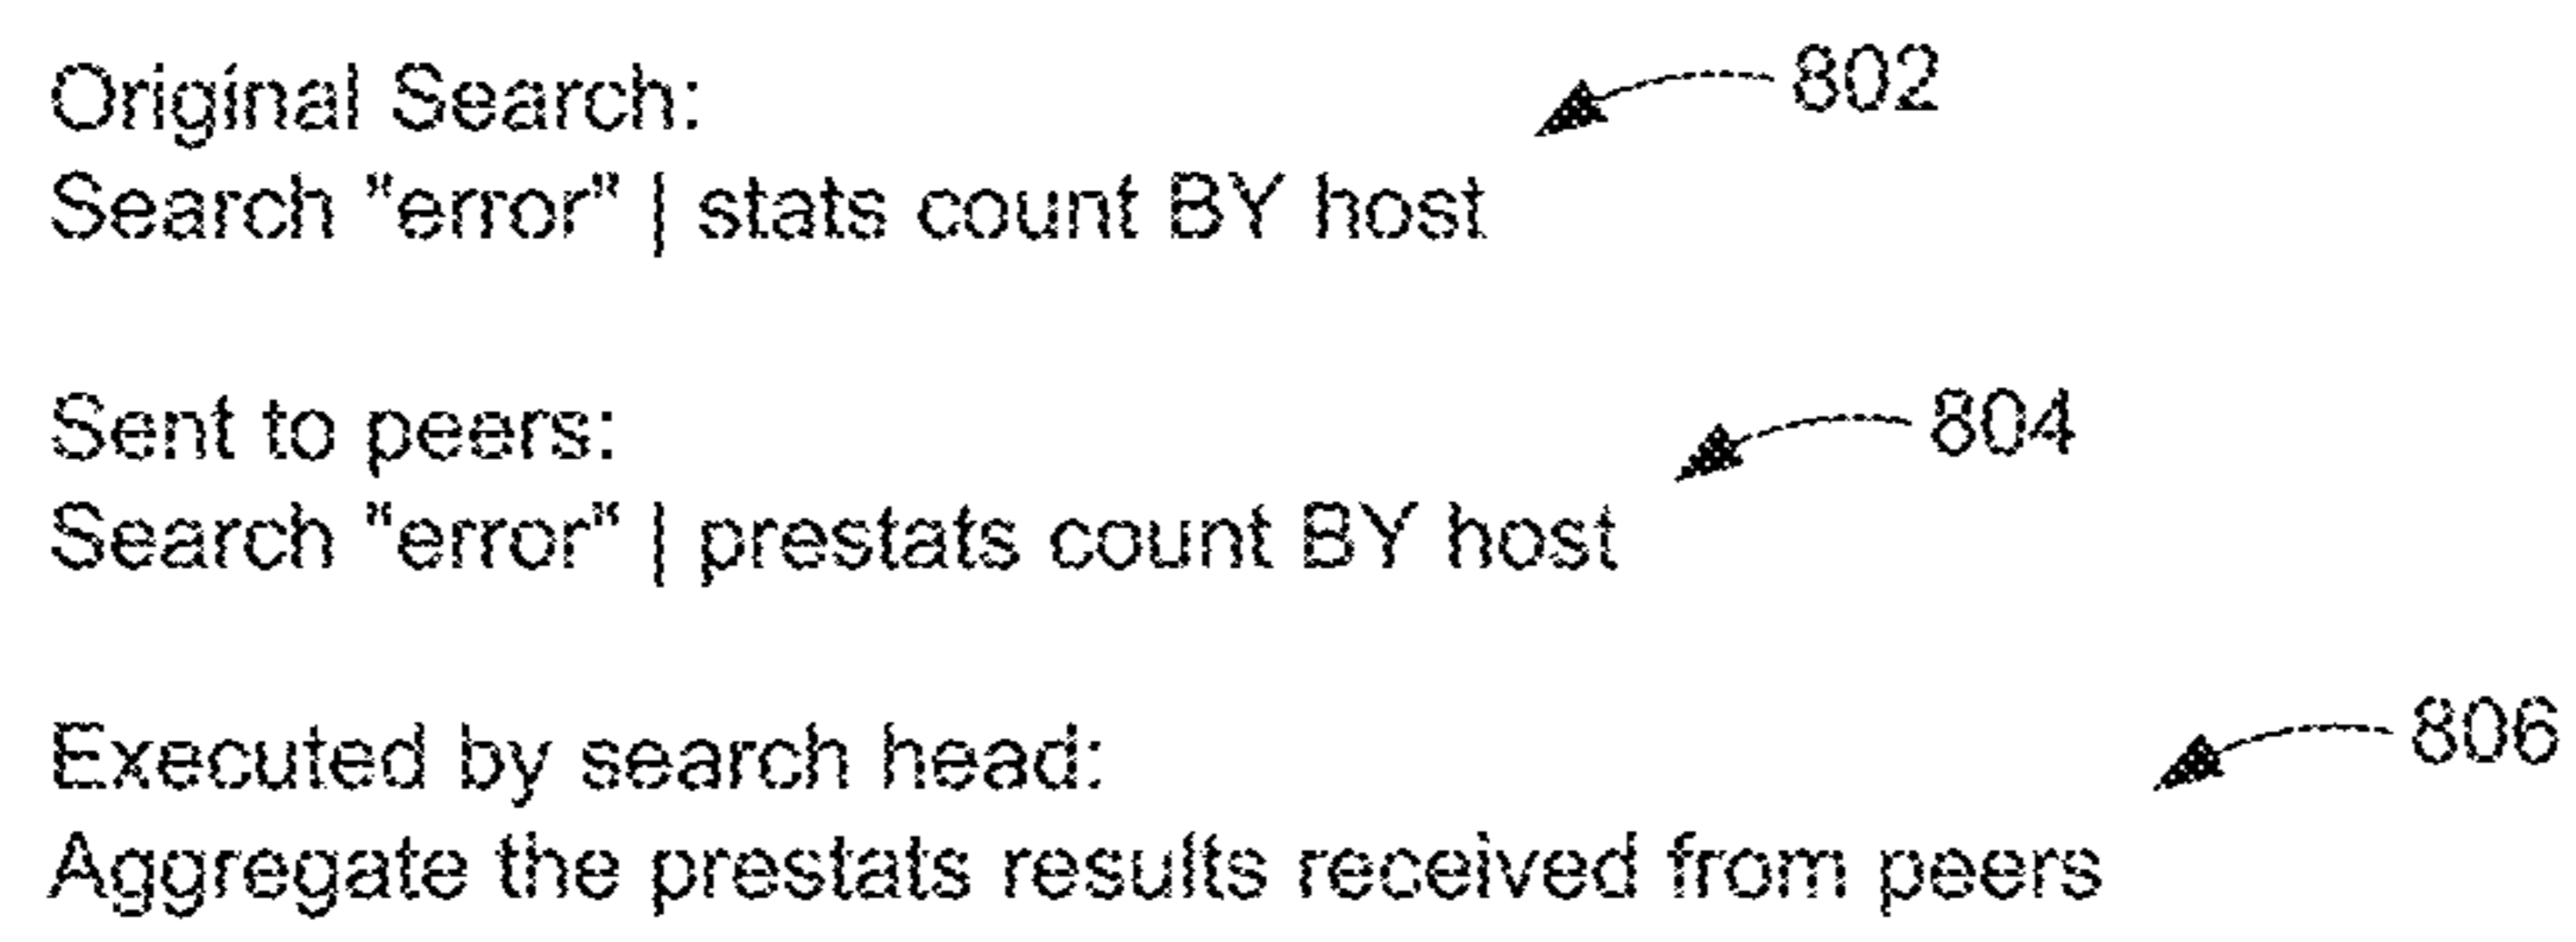 Original Search:
802
Search "error" | stats count BY host
Sent to peers:
804
Search "error" | prestats count BY host
Executed by search head:
806
Aggregate the prestats results received from peers